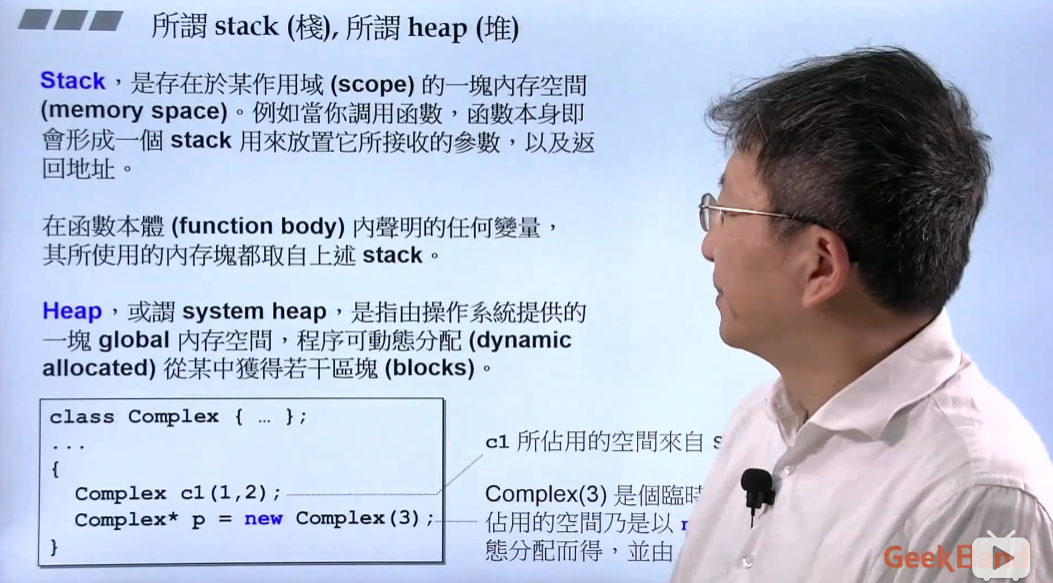 所謂 stack (棧), 所謂 heap (堆)
Stack，是存在於某作用域 (scope) 的一塊內存空間
(memory space)。例如當你調用函數，函數本身即
會形成一個 stack 用來放置它所接收的參數，以及返
回地址。
在函數本體 (function body) 內聲明的任何變量，
其所使用的內存塊都取自上述 stack。
Heap，或謂 system heap，是指由操作系統提供的
一塊 global 內存空間，程序可動態分配 (dynamic
allocated) 從某中獲得若干區塊 (blocks)。
class Complex { … };
...
{
Complex c1(1,2);
Complex* p = new Complex(3);
}
c1 所佔用的空間來自 s
Complex(3) 是個臨時
佔用的空間乃是以
態分配而得，並由